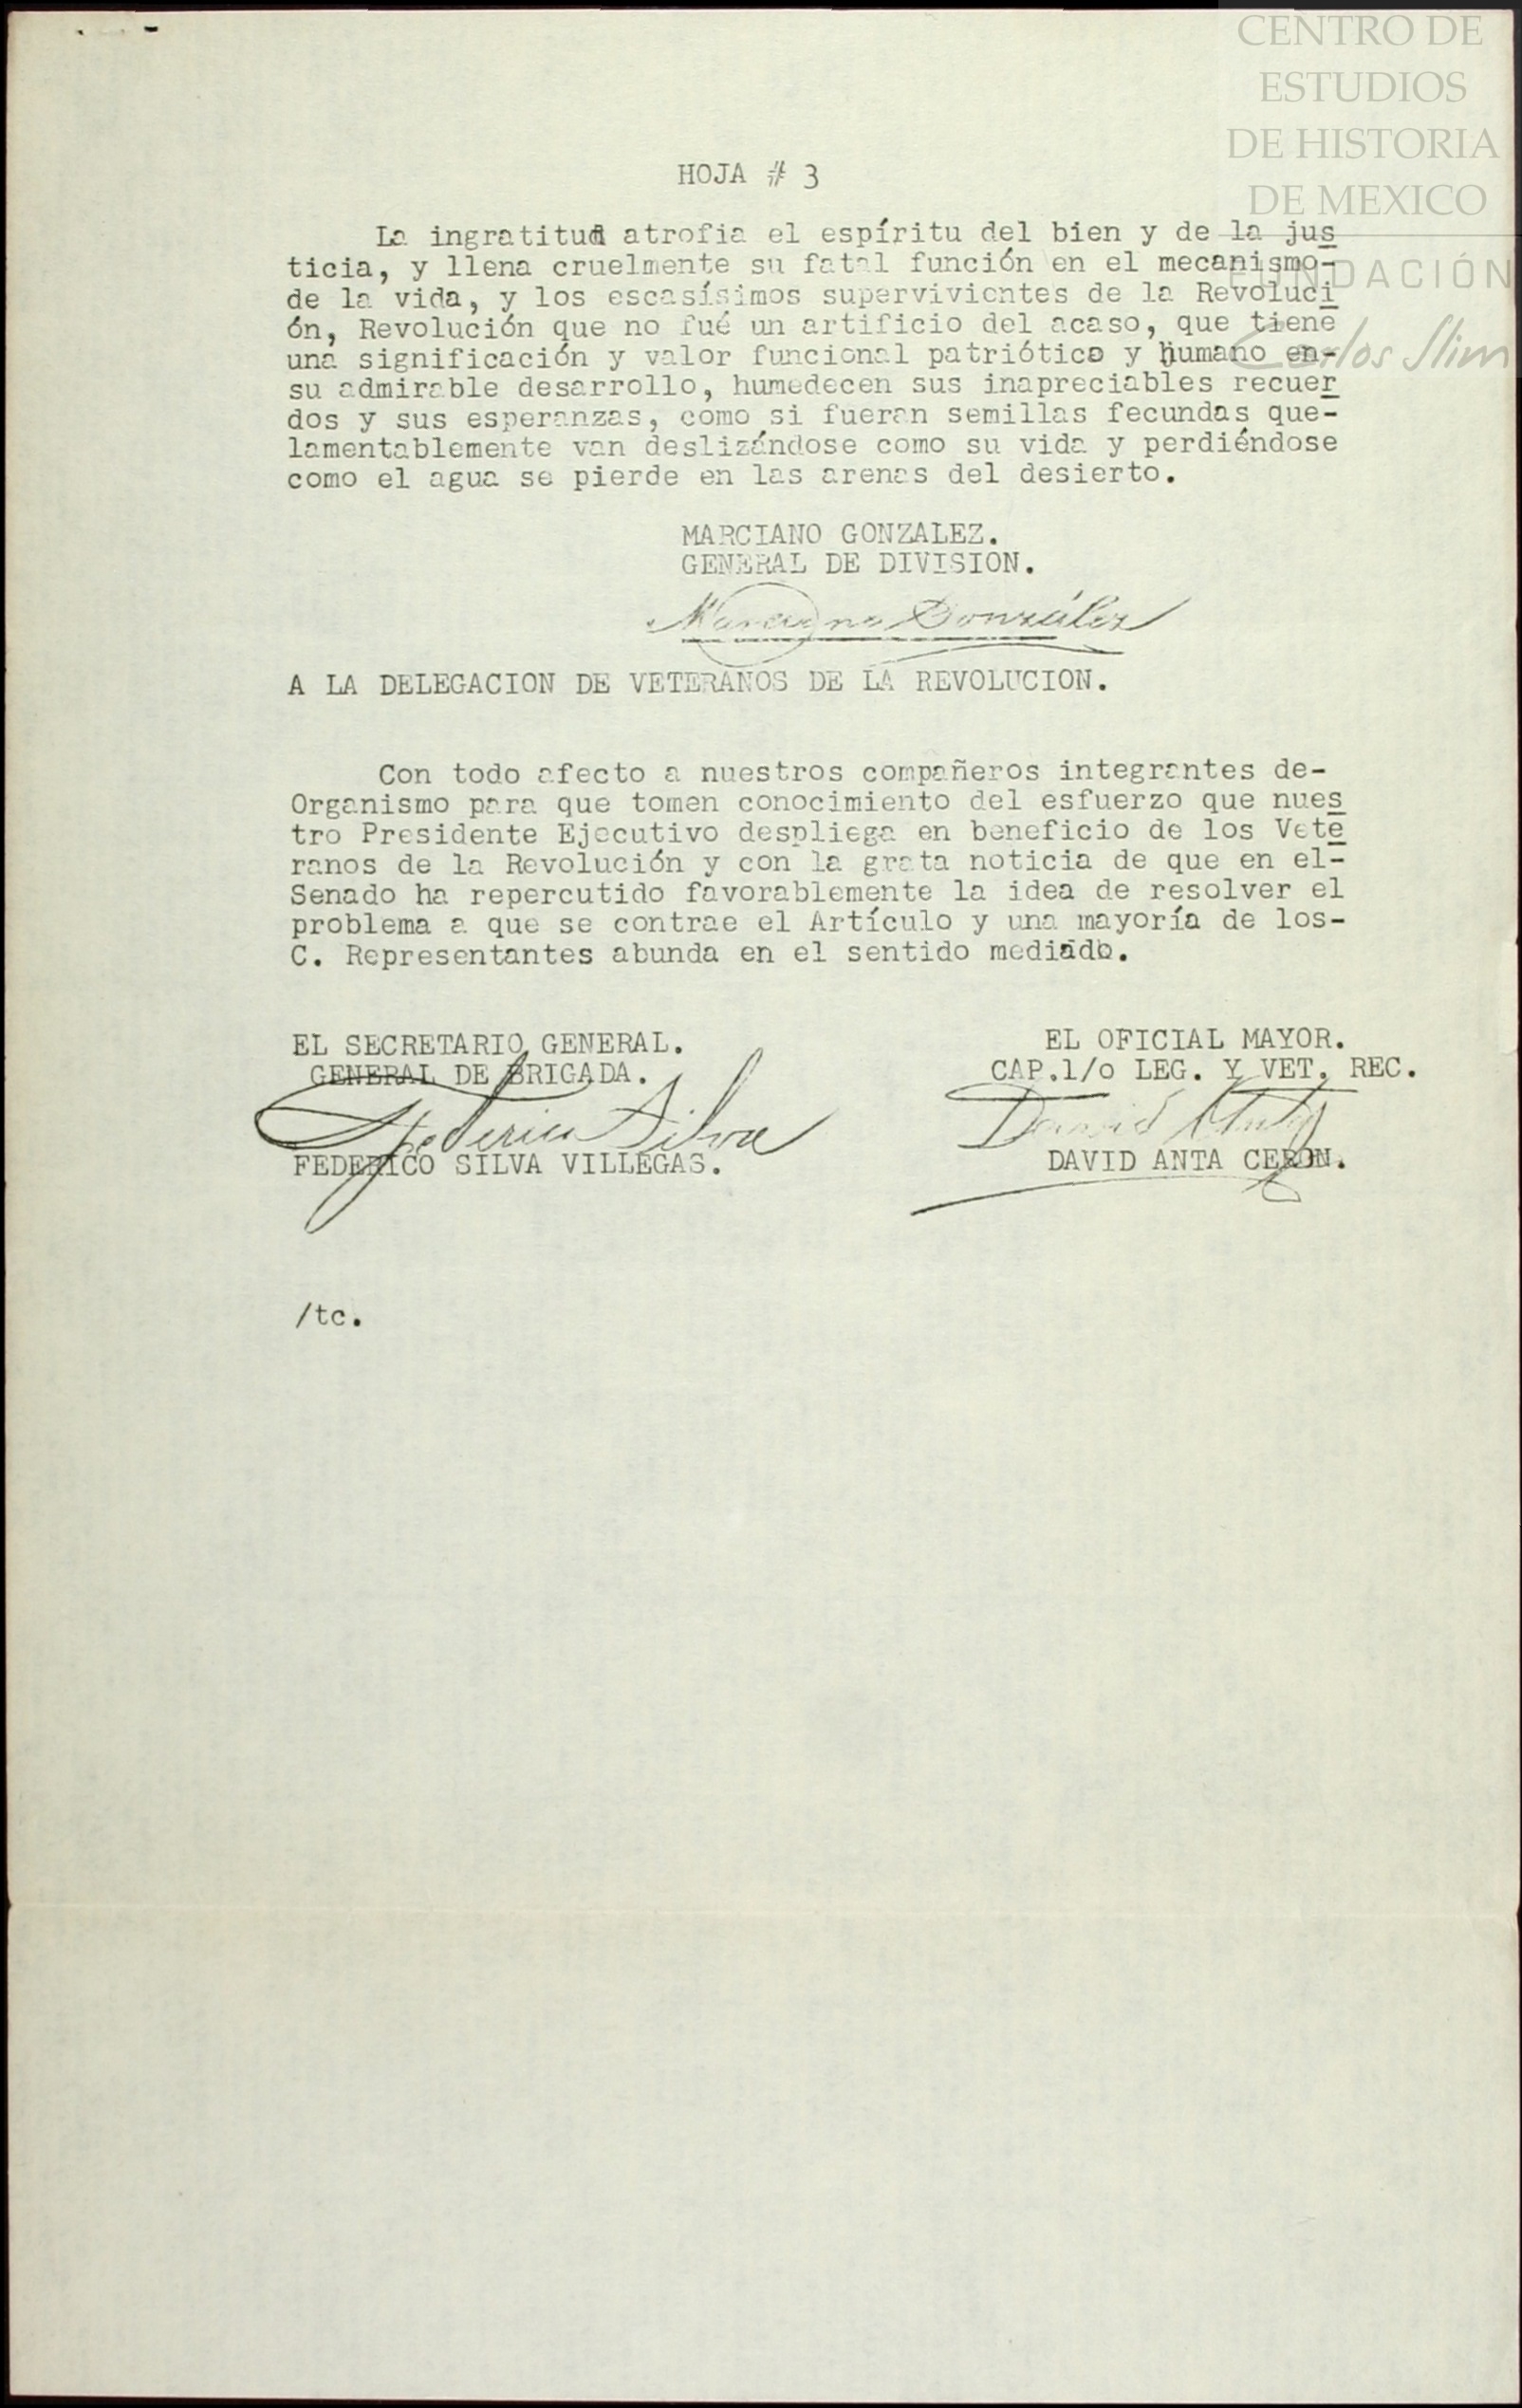 CENTRO DE
ESTUDIOS
DE HISTORIA
DE MEXICO
FUNDACIÓN
Carlos Slim
HOJA # 3
La ingratitud atrofia el espíritu del bien y de la jus
ticia, y llena cruelmente su fatal función en el mecanismo-
de la vida, y los escasísimos supervivientes de la Revoluci
ón, Revolución que no fué un artificio del acaso, que tiene
una significación y valor funcional patriótico y humano en-
su admirable desarrollo, humedecen sus inapreciables recuer
dos y sus esperanzas, como si fueran semillas fecundas que-
lamentablemente van deslizándose como su vida y perdiéndose
como el agua se pierde en las arenas del desierto.
MARCIANO GONZALEZ.
GENERAL DE DIVISION.
Marciano González
A LA DELEGACION DE VETERANOS DE LA REVOLUCION.
Con todo afecto a nuestros compañeros integrantes de-
Organismo para que tomen conocimiento del esfuerzo que nues
tro Presidente Ejecutivo despliega en beneficio de los Vete
ranos de la Revolución y con la grata noticia de que en el-
Senado ha repercutido favorablemente la idea de resolver el
problema a que se contrae el Artículo y una mayoría de los-
C. Representantes abunda en el sentido mediado.
EL SECRETARIO GENERAL.
GENERAL DE BRIGADA.
Federico Silva
FEDERICO SILVA VILLEGAS.
EL OFICIAL MAYOR.
CAP.1/o LEG. Y VET. REC.
David Anta
DAVID ANTA CERON.
/tc.